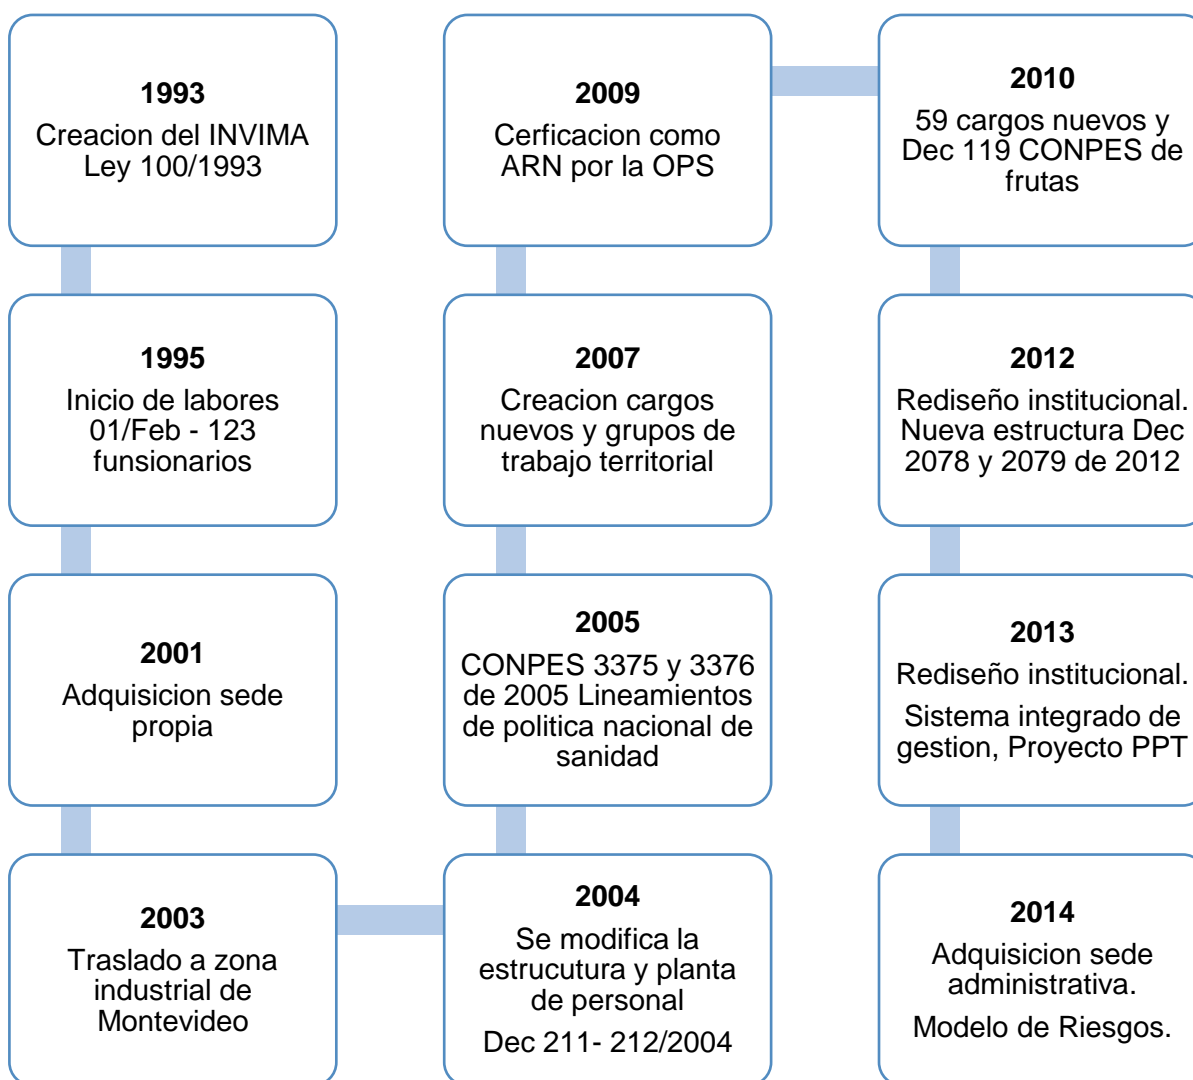 1993
Creacion del INVIMA
Ley 100/1993
1995
Inicio de labores
01/Feb - 123
funsionarios
2001
Adquisicion sede
propia
2003
Traslado a zona
industrial de
Montevideo
2004
Se modifica la
estrucutura y planta
de personal
Dec 211- 212/2004
2005
CONPES 3375 y 3376
de 2005 Lineamientos
de politica nacional de
sanidad
2007
Creacion cargos
nuevos y grupos de
trabajo territorial
2009
Cerficacion como
ARN por la OPS
2010
59 cargos nuevos y
Dec 119 CONPES de
frutas
2012
Rediseño institucional.
Nueva estructura Dec
2078 y 2079 de 2012
2013
Rediseño institucional.
Sistema integrado de
gestion, Proyecto PPT
2014
Adquisicion sede
administrativa.
Modelo de Riesgos.